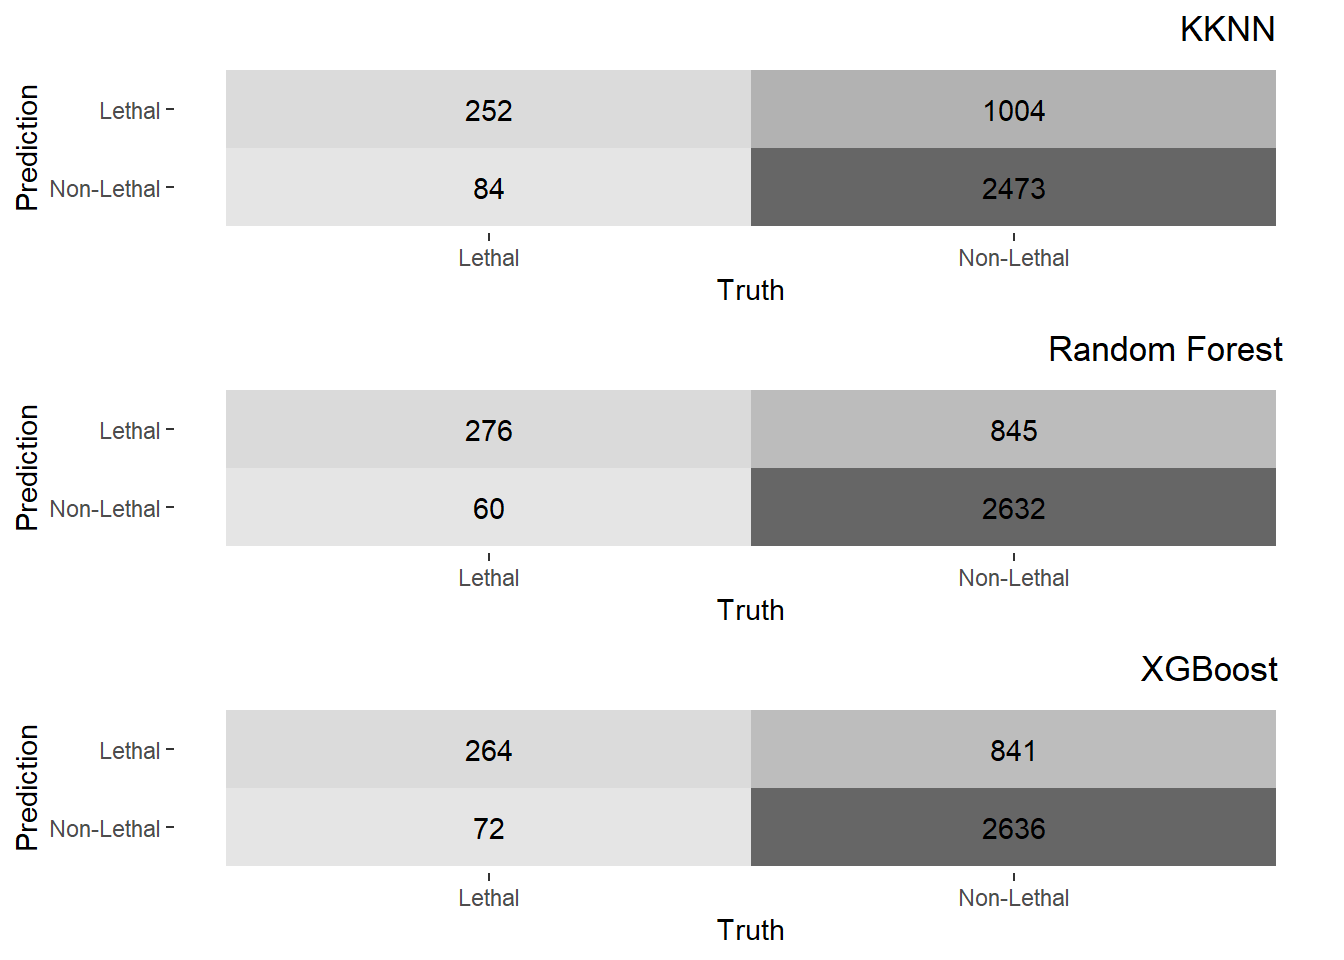 KKNN
Prediction
Lethal
252
1004
Non-Lethal
84
2473
Lethal
Non-Lethal
Truth
Random Forest
Prediction
Lethal
276
845
Non-Lethal
60
2632
Lethal
Non-Lethal
Truth
XGBoost
Prediction
Lethal
264
841
Non-Lethal
72
2636
Lethal
Non-Lethal
Truth